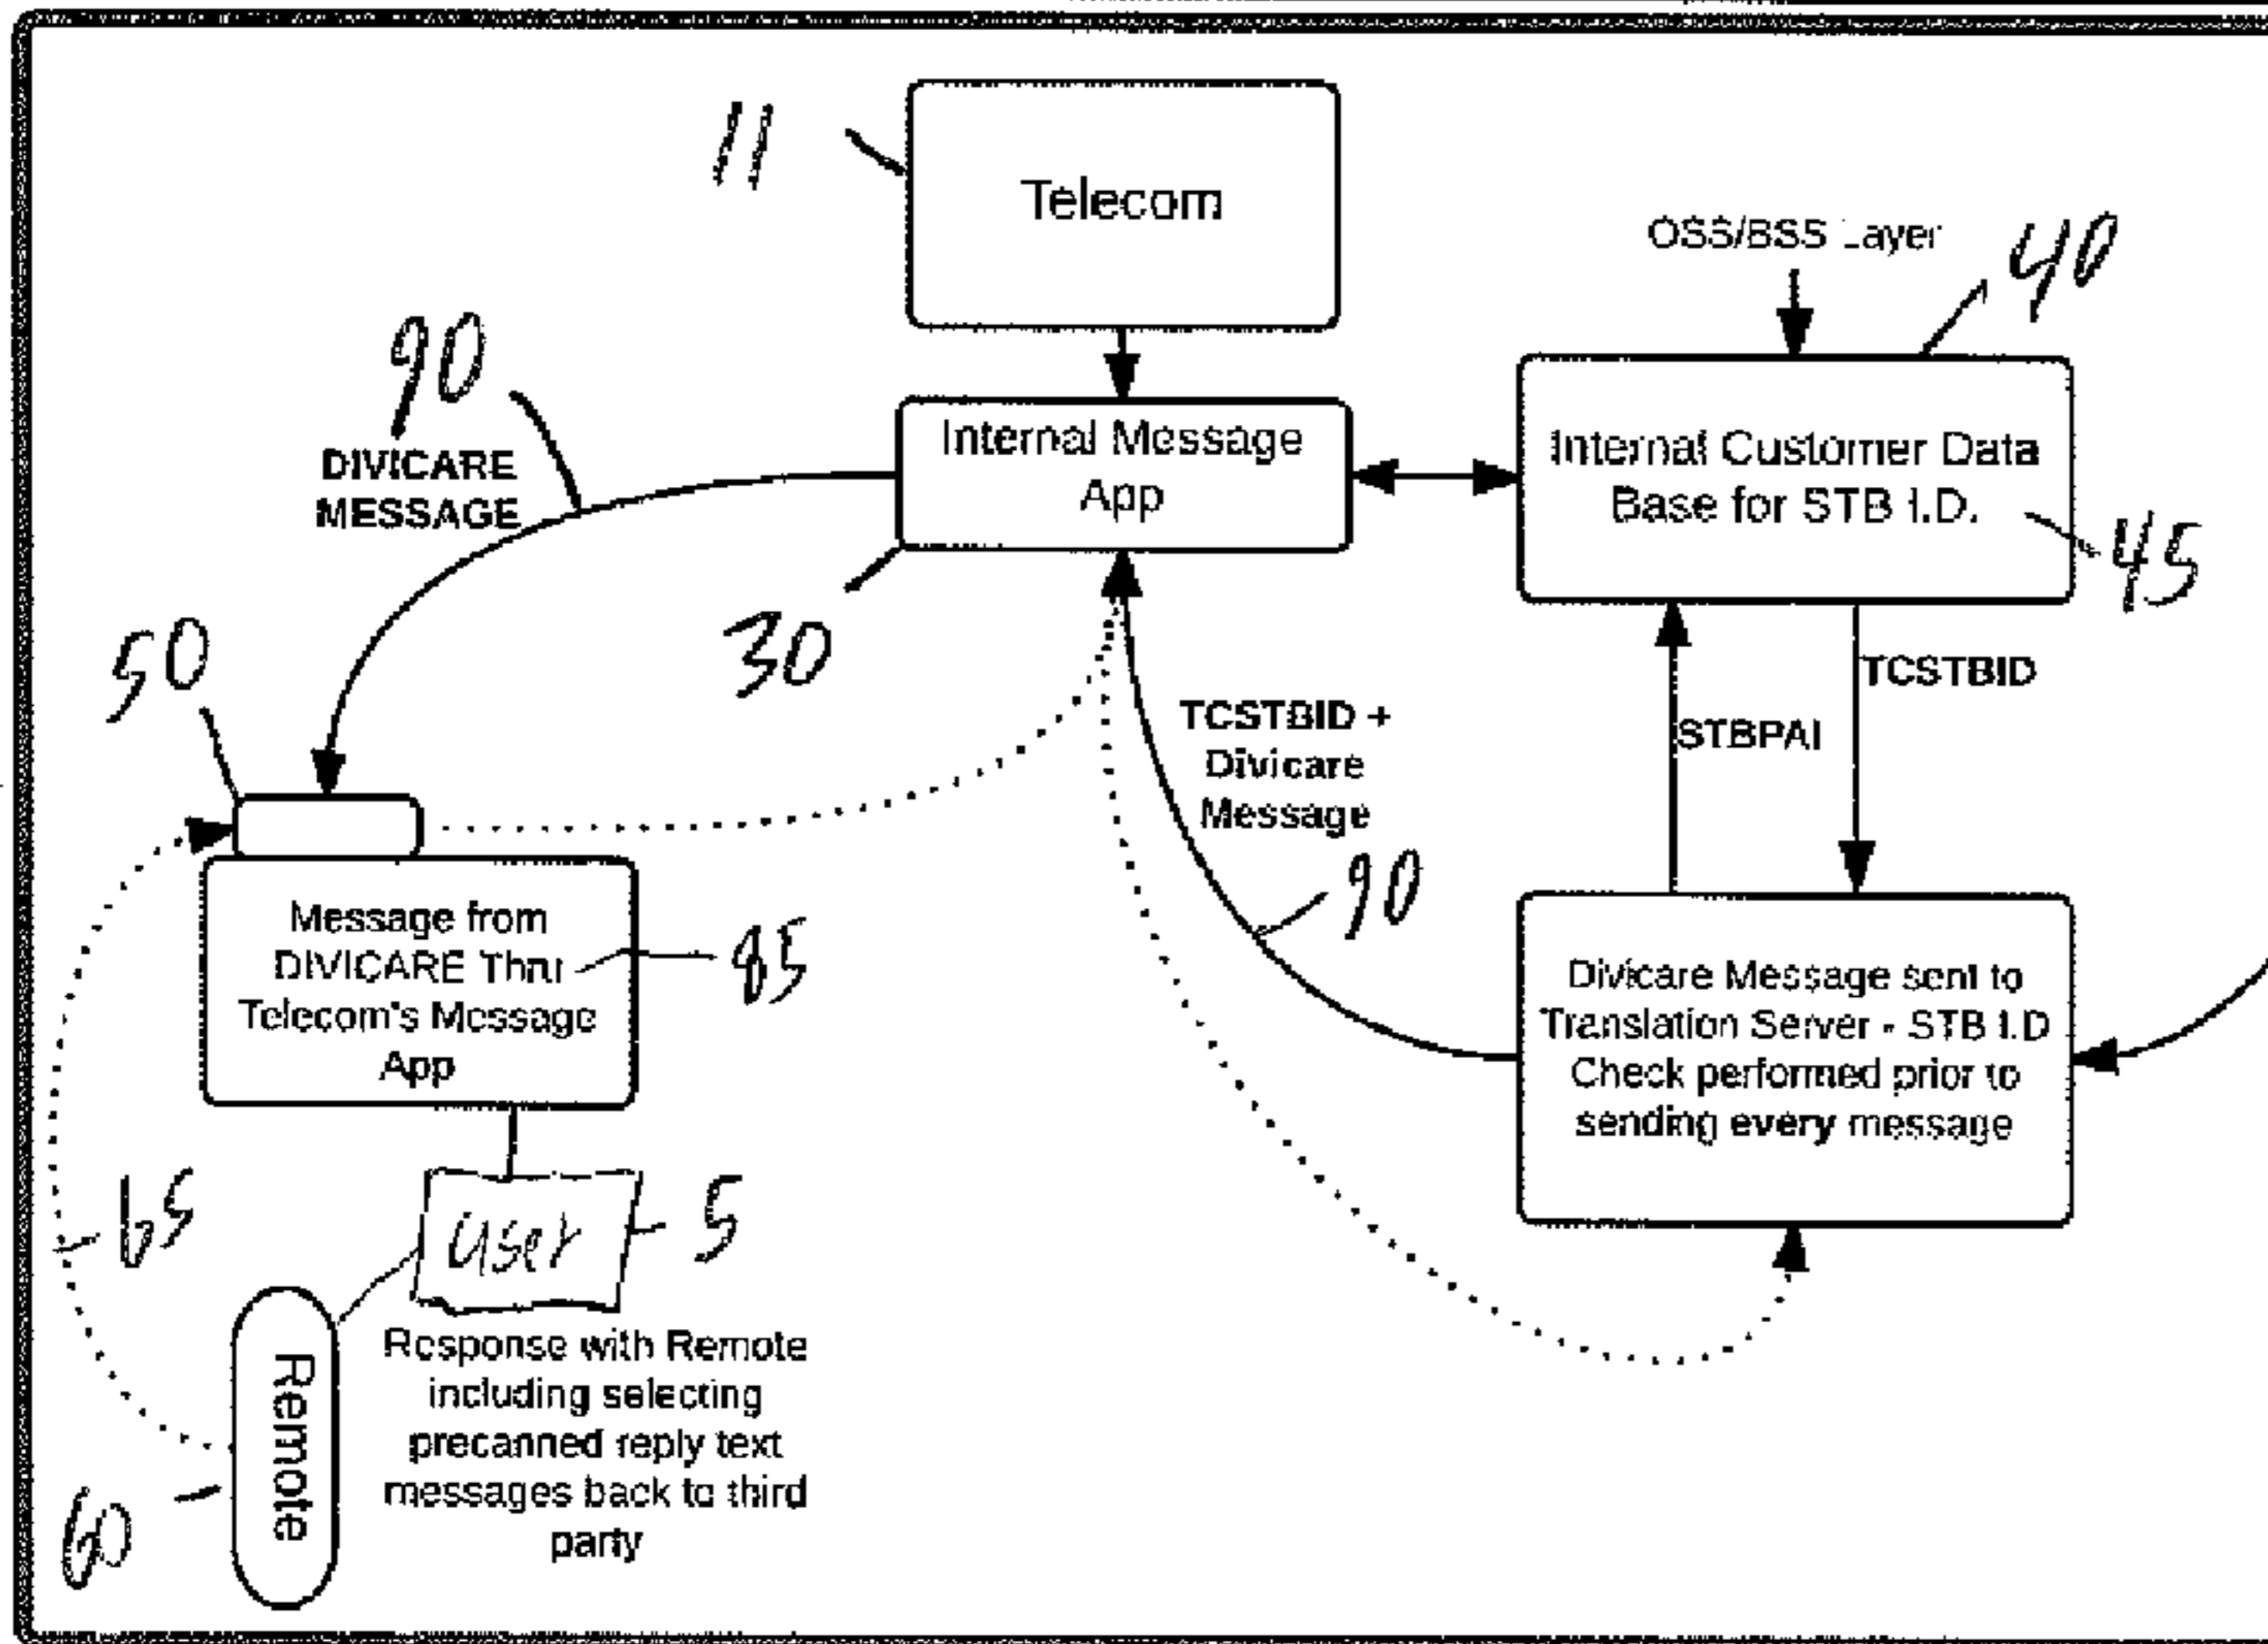 11
Telecom
OSS/BSS Layer
40
90
DIVICARE
MESSAGE
Internal Message
App
Internal Customer Data
Base for STB I.D.
45
30
50
TCSTBID
STBPAI
TCSTBID +
Divicare
Message
90
Message from
DIVICARE Thru
Telecom's Message
App
85
Divicare Message sent to
Translation Server - STB I.D
Check performed prior to
sending every message
65
user
5
Remote
60
Response with Remote
including selecting
precanned reply text
messages back to third
party